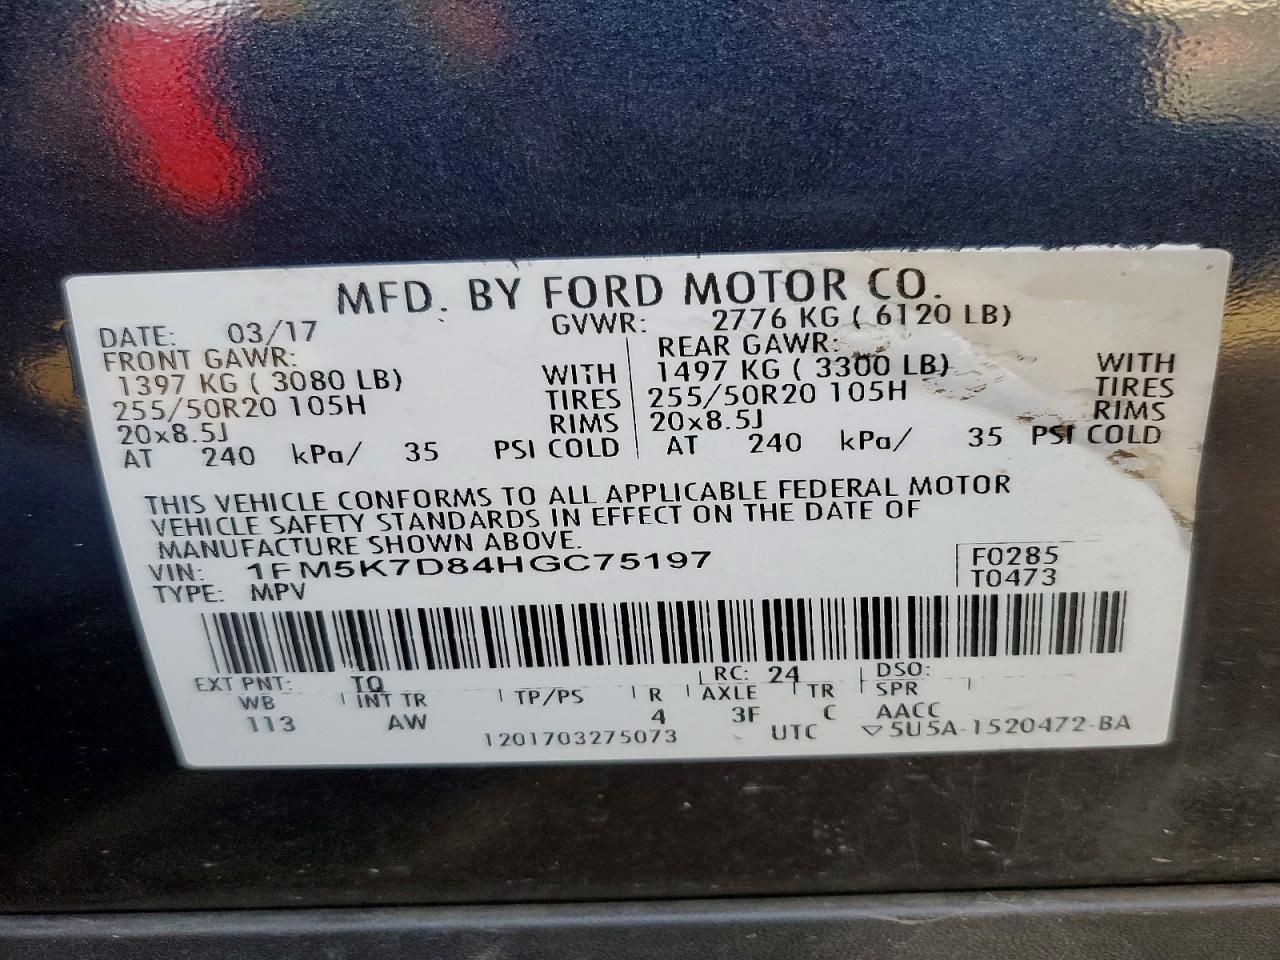 MFD. BY FORD MOTOR CO.
DATE: 03/17 GVWR: 2776 KG ( 6120 LB)
FRONT GAWR: REAR GAWR:
1397 KG ( 3080 LB) WITH 1497 KG ( 3300 LB) WITH
255/50R20 105H TIRES 255/50R20 105H TIRES
20x8.5J RIMS 20x8.5J RIMS
AT 240 kPa/ 35 PSI COLD AT 240 kPa/ 35 PSI COLD
THIS VEHICLE CONFORMS TO ALL APPLICABLE FEDERAL MOTOR
VEHICLE SAFETY STANDARDS IN EFFECT ON THE DATE OF
MANUFACTURE SHOWN ABOVE.
VIN: 1FM5K7D84HGC75197 F0285
TYPE: MPV T0473
EXT PNT: TQ RC: 24 DSO:
WB INT TR TP/PS R AXLE TR SPR
113 AW 4 3F C AACC
1201703275073 UTC ▽5U5A-1520472-BA